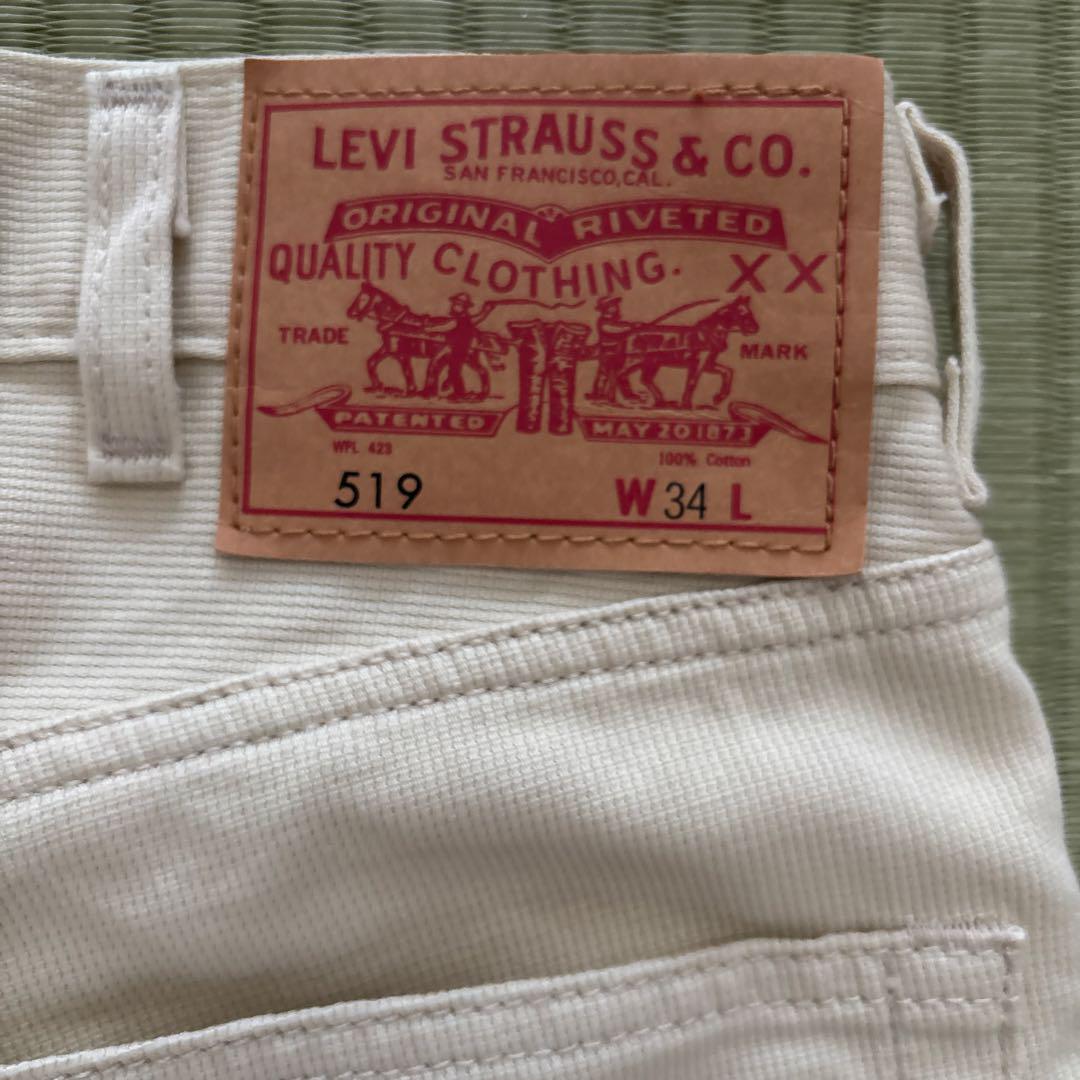 LEVI STRAUSS & CO.
SAN FRANCISCO, CAL.
ORIGINAL RIVETED
QUALITY CLOTHING. XX
TRADE MARK
PATENTED MAY 20 1873
WPL 423 100% Cotton
519 W 34 L